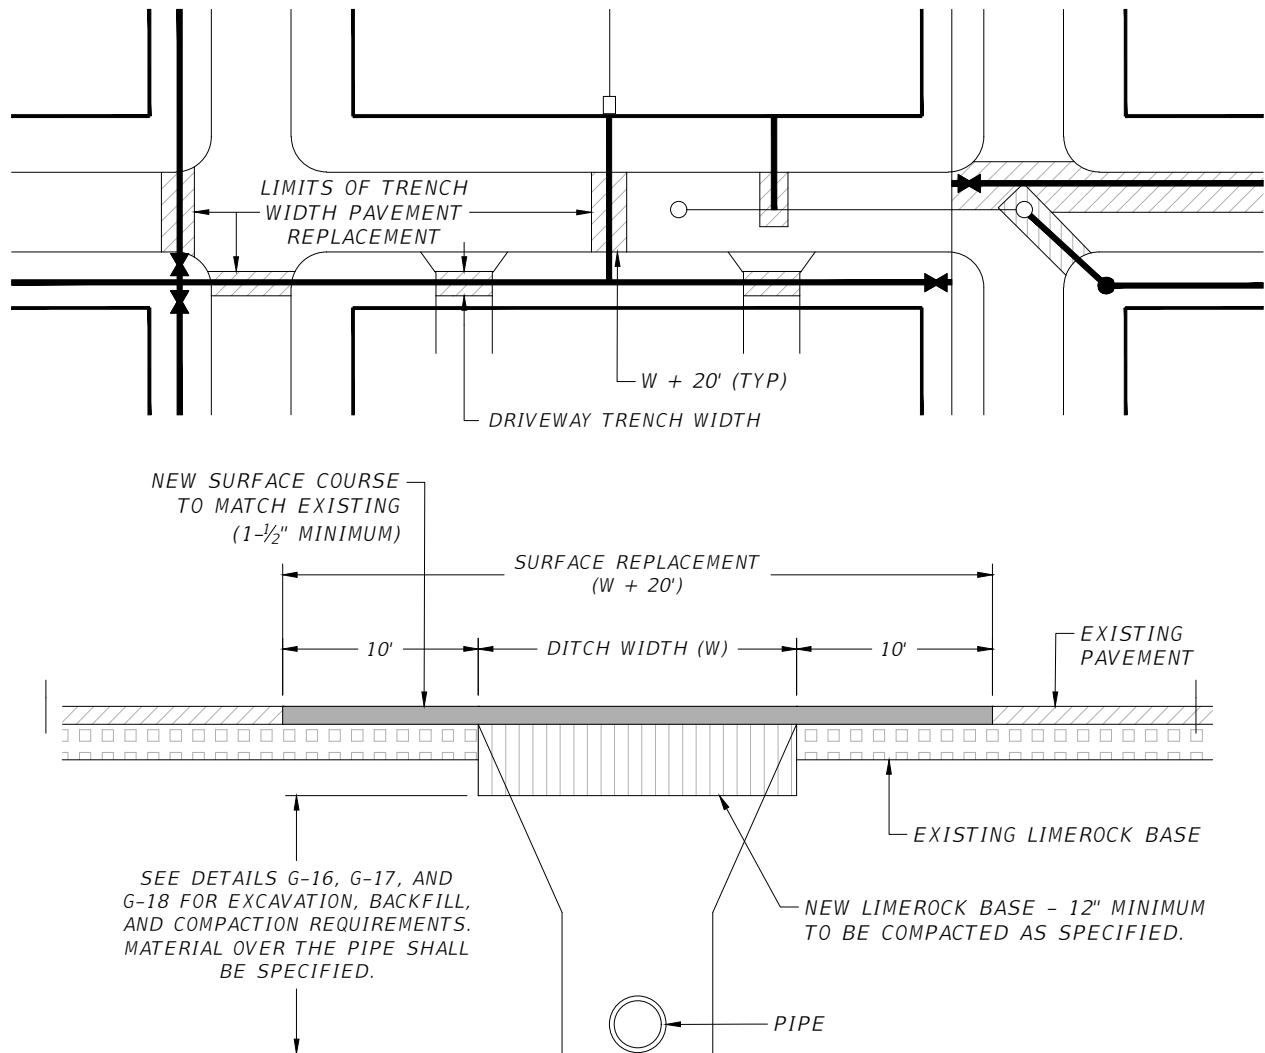 LIMITS OF TRENCH
WIDTH PAVEMENT
REPLACEMENT
W + 20' (TYP)
DRIVEWAY TRENCH WIDTH
NEW SURFACE COURSE
TO MATCH EXISTING
(1-½" MINIMUM)
SURFACE REPLACEMENT
(W + 20')
10'
DITCH WIDTH (W)
10'
EXISTING
PAVEMENT
EXISTING LIMEROCK BASE
SEE DETAILS G-16, G-17, AND
G-18 FOR EXCAVATION, BACKFILL,
AND COMPACTION REQUIREMENTS.
MATERIAL OVER THE PIPE SHALL
BE SPECIFIED.
NEW LIMEROCK BASE - 12" MINIMUM
TO BE COMPACTED AS SPECIFIED.
PIPE